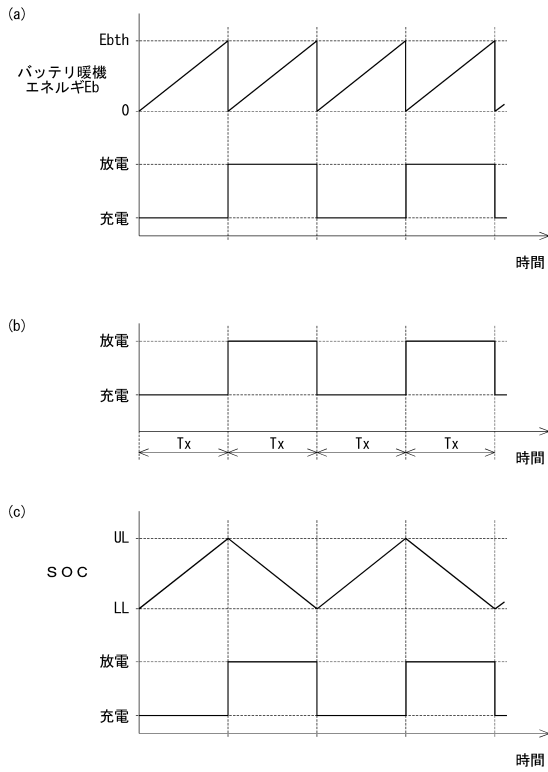 (a)
Ebth
バッテリ暖機
エネルギEb
0
放電
充電
時間
(b)
放電
充電
Tx Tx Tx Tx
時間
(c)
UL
SOC
LL
放電
充電
時間